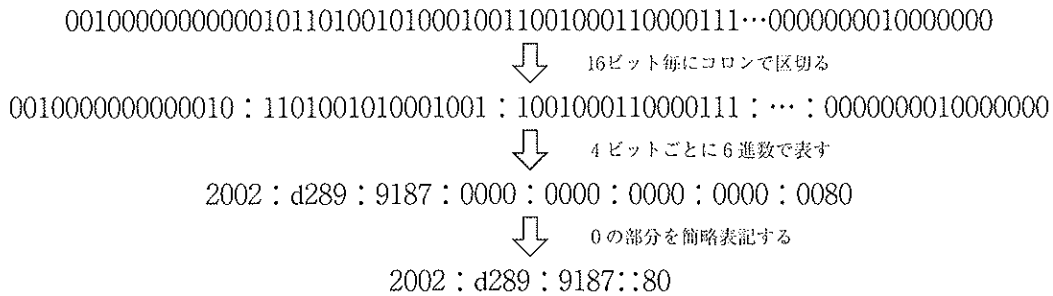 001000000000001011010010100010011001000110000111…0000000010000000
16ビット毎にコロンで区切る
0010000000000010：1101001010001001：1001000110000111：…：0000000010000000
4ビットごとに6進数で表す
2002：d289：9187：0000：0000：0000：0000：0080
0の部分を簡略表記する
2002：d289：9187::80